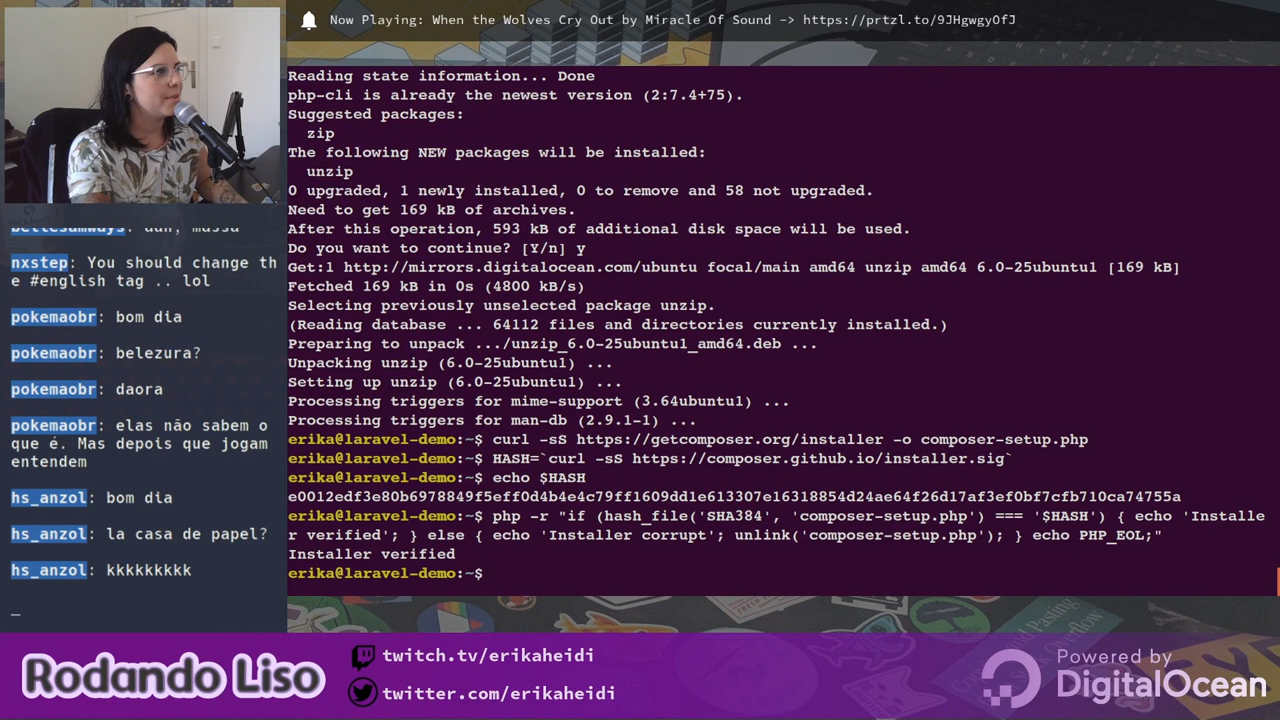 Now Playing: When the Wolves Cry Out by Miracle Of Sound -> https://prtzl.to/9JHgwgyOfJ
Reading state information... Done
php-cli is already the newest version (2:7.4+75).
Suggested packages:
zip
The following NEW packages will be installed:
unzip
0 upgraded, 1 newly installed, 0 to remove and 58 not upgraded.
Need to get 169 kB of archives.
After this operation, 593 kB of additional disk space will be used.
Do you want to continue? [Y/n] y
Get:1 http://mirrors.digitalocean.com/ubuntu focal/main amd64 unzip amd64 6.0-25ubuntu1 [169 kB]
Fetched 169 kB in 0s (4800 kB/s)
Selecting previously unselected package unzip.
(Reading database ... 64112 files and directories currently installed.)
Preparing to unpack .../unzip_6.0-25ubuntu1_amd64.deb ...
Unpacking unzip (6.0-25ubuntu1) ...
Setting up unzip (6.0-25ubuntu1) ...
Processing triggers for mime-support (3.64ubuntu1) ...
Processing triggers for man-db (2.9.1-1) ...
erika@laravel-demo:~$ curl -sS https://getcomposer.org/installer -o composer-setup.php
erika@laravel-demo:~$ HASH=`curl -sS https://composer.github.io/installer.sig`
erika@laravel-demo:~$ echo $HASH
e0012edf3e80b6978849f5eff0d4b4e4c79ff1609dd1e613307e16318854d24ae64f26d17af3ef0bf7cfb710ca74755a
erika@laravel-demo:~$ php -r "if (hash_file('SHA384', 'composer-setup.php') === '$HASH') { echo 'Installe
r verified'; } else { echo 'Installer corrupt'; unlink('composer-setup.php'); } echo PHP_EOL;"
Installer verified
erika@laravel-demo:~$
nxstep: You should change th
e #english tag .. lol
pokemaobr: bom dia
pokemaobr: belezura?
pokemaobr: daora
pokemaobr: elas não sabem o
que é. Mas depois que jogam
entendem
hs_anzol: bom dia
hs_anzol: la casa de papel?
hs_anzol: kkkkkkkkk
Rodando Liso
twitch.tv/erikaheidi
twitter.com/erikaheidi
Powered by
DigitalOcean